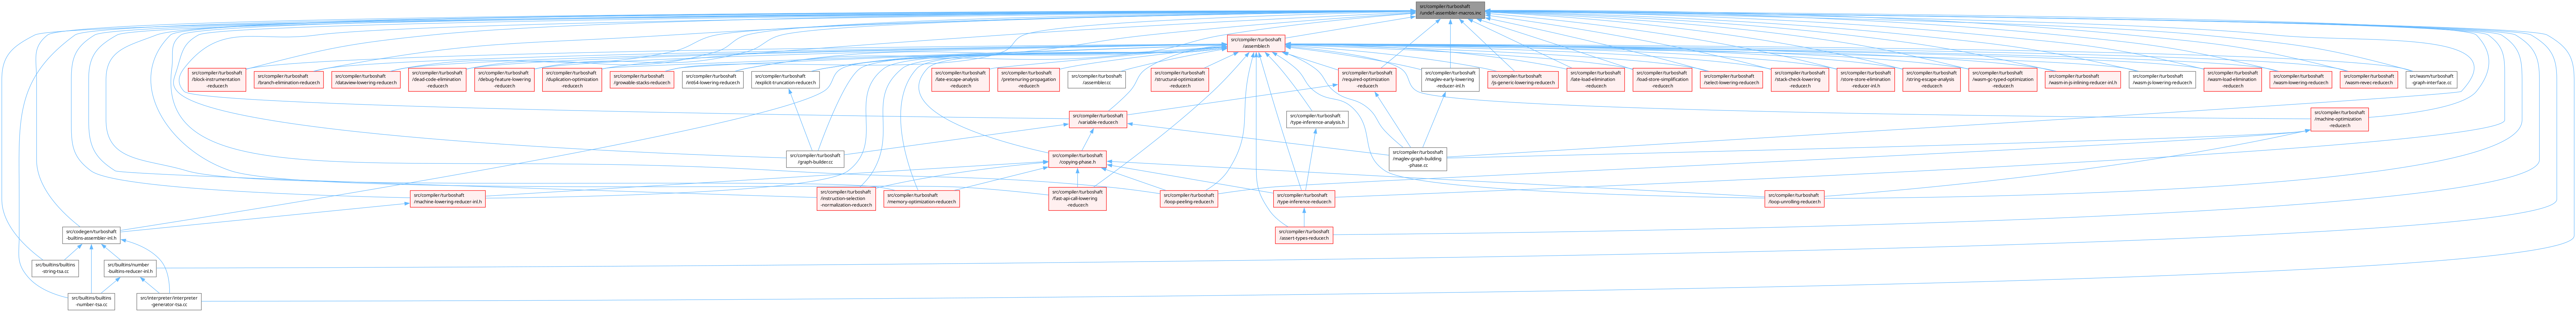 src/compiler/turboshaft
/undef-assembler-macros.inc
src/compiler/turboshaft
/assembler.h
src/compiler/turboshaft
/block-instrumentation
-reducer.h
src/compiler/turboshaft
/branch-elimination-reducer.h
src/compiler/turboshaft
/dataview-lowering-reducer.h
src/compiler/turboshaft
/dead-code-elimination
-reducer.h
src/compiler/turboshaft
/debug-feature-lowering
-reducer.h
src/compiler/turboshaft
/duplication-optimization
-reducer.h
src/compiler/turboshaft
/growable-stacks-reducer.h
src/compiler/turboshaft
/int64-lowering-reducer.h
src/compiler/turboshaft
/explicit-truncation-reducer.h
src/compiler/turboshaft
/late-escape-analysis
-reducer.h
src/compiler/turboshaft
/pretenuring-propagation
-reducer.h
src/compiler/turboshaft
/assembler.cc
src/compiler/turboshaft
/structural-optimization
-reducer.h
src/compiler/turboshaft
/required-optimization
-reducer.h
src/compiler/turboshaft
/maglev-early-lowering
-reducer-inl.h
src/compiler/turboshaft
/js-generic-lowering-reducer.h
src/compiler/turboshaft
/late-load-elimination
-reducer.h
src/compiler/turboshaft
/load-store-simplification
-reducer.h
src/compiler/turboshaft
/select-lowering-reducer.h
src/compiler/turboshaft
/stack-check-lowering
-reducer.h
src/compiler/turboshaft
/store-store-elimination
-reducer-inl.h
src/compiler/turboshaft
/string-escape-analysis
-reducer.h
src/compiler/turboshaft
/wasm-gc-typed-optimization
-reducer.h
src/compiler/turboshaft
/wasm-in-js-inlining-reducer-inl.h
src/compiler/turboshaft
/wasm-js-lowering-reducer.h
src/compiler/turboshaft
/wasm-load-elimination
-reducer.h
src/compiler/turboshaft
/wasm-lowering-reducer.h
src/compiler/turboshaft
/wasm-revec-reducer.h
src/wasm/turboshaft
-graph-interface.cc
src/compiler/turboshaft
/variable-reducer.h
src/compiler/turboshaft
/type-inference-analysis.h
src/compiler/turboshaft
/machine-optimization
-reducer.h
src/compiler/turboshaft
/graph-builder.cc
src/compiler/turboshaft
/copying-phase.h
src/compiler/turboshaft
/maglev-graph-building
-phase.cc
src/compiler/turboshaft
/machine-lowering-reducer-inl.h
src/compiler/turboshaft
/instruction-selection
-normalization-reducer.h
src/compiler/turboshaft
/memory-optimization-reducer.h
src/compiler/turboshaft
/fast-api-call-lowering
-reducer.h
src/compiler/turboshaft
/loop-peeling-reducer.h
src/compiler/turboshaft
/type-inference-reducer.h
src/compiler/turboshaft
/loop-unrolling-reducer.h
src/codegen/turboshaft
-builtins-assembler-inl.h
src/compiler/turboshaft
/assert-types-reducer.h
src/builtins/builtins
-string-tsa.cc
src/builtins/number
-builtins-reducer-inl.h
src/builtins/builtins
-number-tsa.cc
src/interpreter/interpreter
-generator-tsa.cc